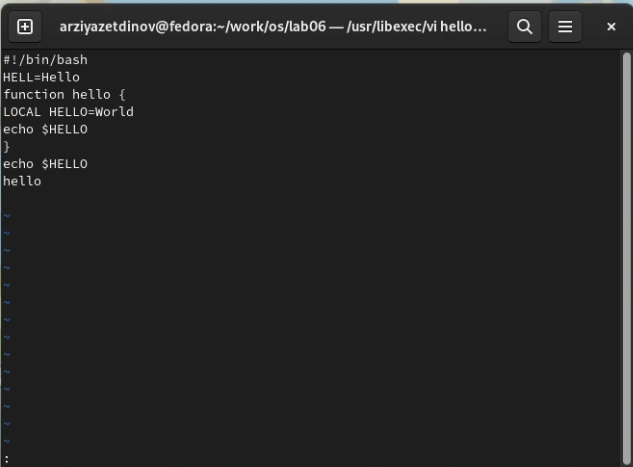 arziyazetdinov@fedora:~/work/os/lab06 — /usr/libexec/vi hello...
#!/bin/bash
HELL=Hello
function hello {
LOCAL HELLO=World
echo $HELLO
}
echo $HELLO
hello
~
~
~
~
~
~
~
~
~
~
~
~
~
~
: